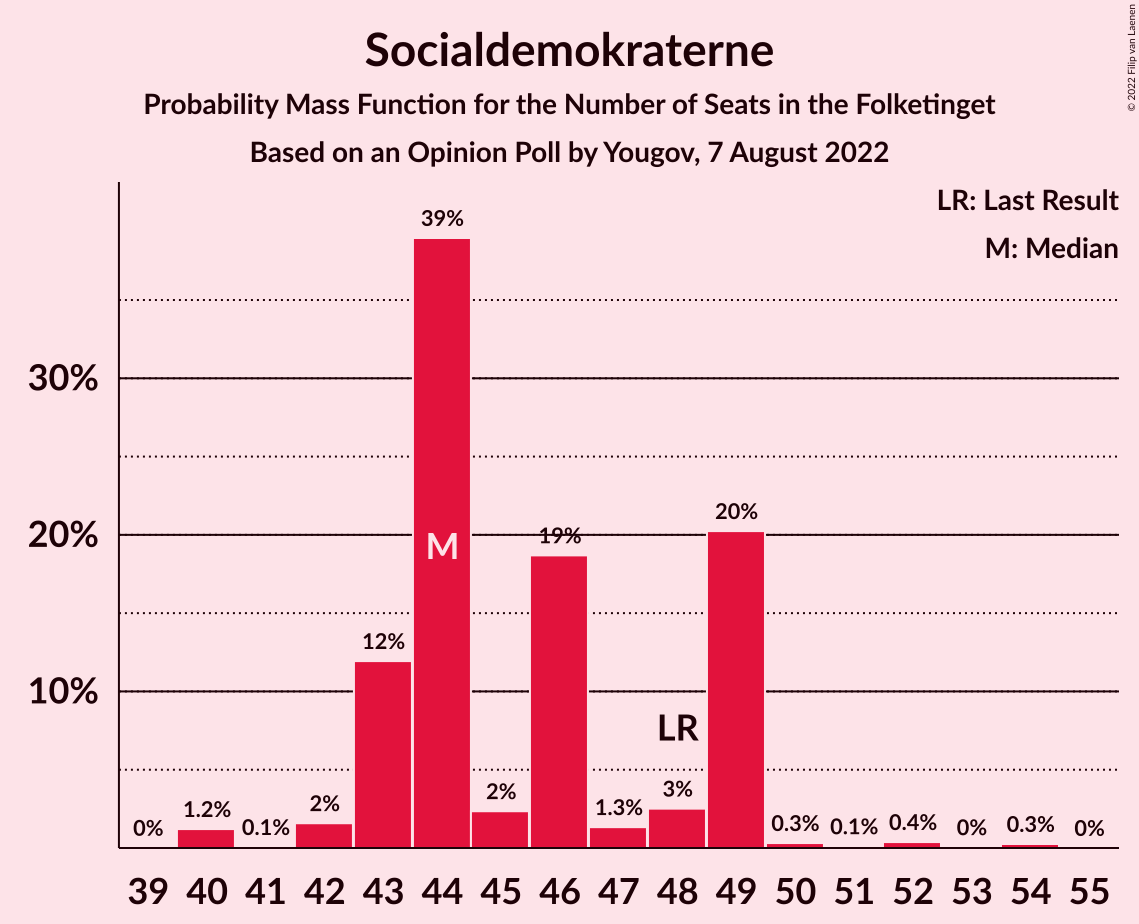 Socialdemokraterne
Probability Mass Function for the Number of Seats in the Folketinget
Based on an Opinion Poll by Yougov, 7 August 2022
© 2022 Filip van Laenen
LR: Last Result
M: Median
39%
30%
20%
19%
20%
M
12%
10%
LR
0%
1.2%
0.1%
2%
2%
1.3%
3%
0.3%
0.1%
0.4%
0%
0.3%
0%
39 40 41 42 43 44 45 46 47 48 49 50 51 52 53 54 55